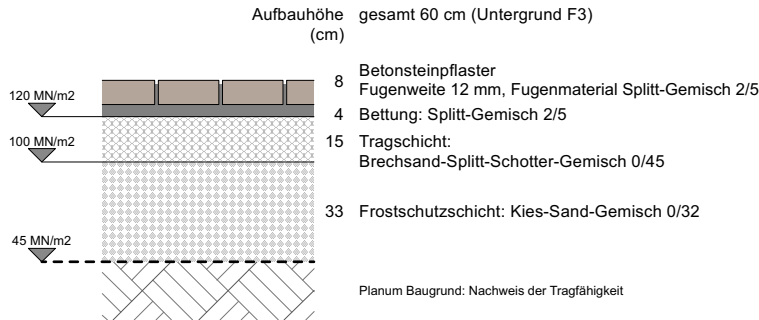 Aufbauhöhe gesamt 60 cm (Untergrund F3)
(cm)
8 Betonsteinpflaster
Fugenweite 12 mm, Fugenmaterial Splitt-Gemisch 2/5
120 MN/m2
4 Bettung: Splitt-Gemisch 2/5
100 MN/m2
15 Tragschicht:
Brechsand-Splitt-Schotter-Gemisch 0/45
33 Frostschutzschicht: Kies-Sand-Gemisch 0/32
45 MN/m2
Planum Baugrund: Nachweis der Tragfähigkeit